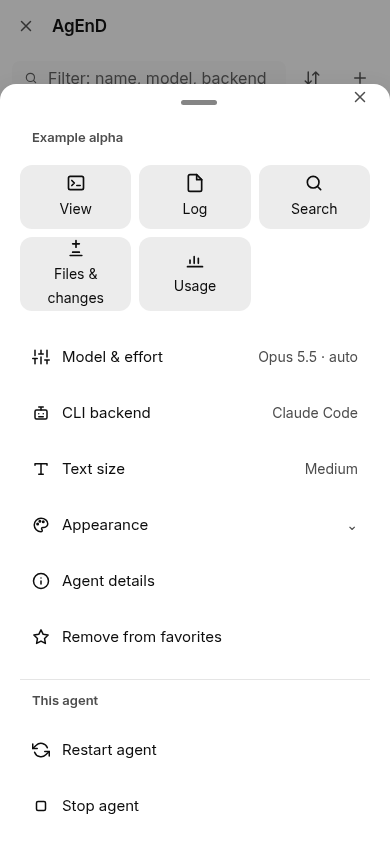 AgEnD
Filter: name, model, backend
Example alpha
View
Log
Search
Files &
changes
Usage
Model & effort
Opus 5.5 · auto
CLI backend
Claude Code
Text size
Medium
Appearance
Agent details
Remove from favorites
This agent
Restart agent
Stop agent